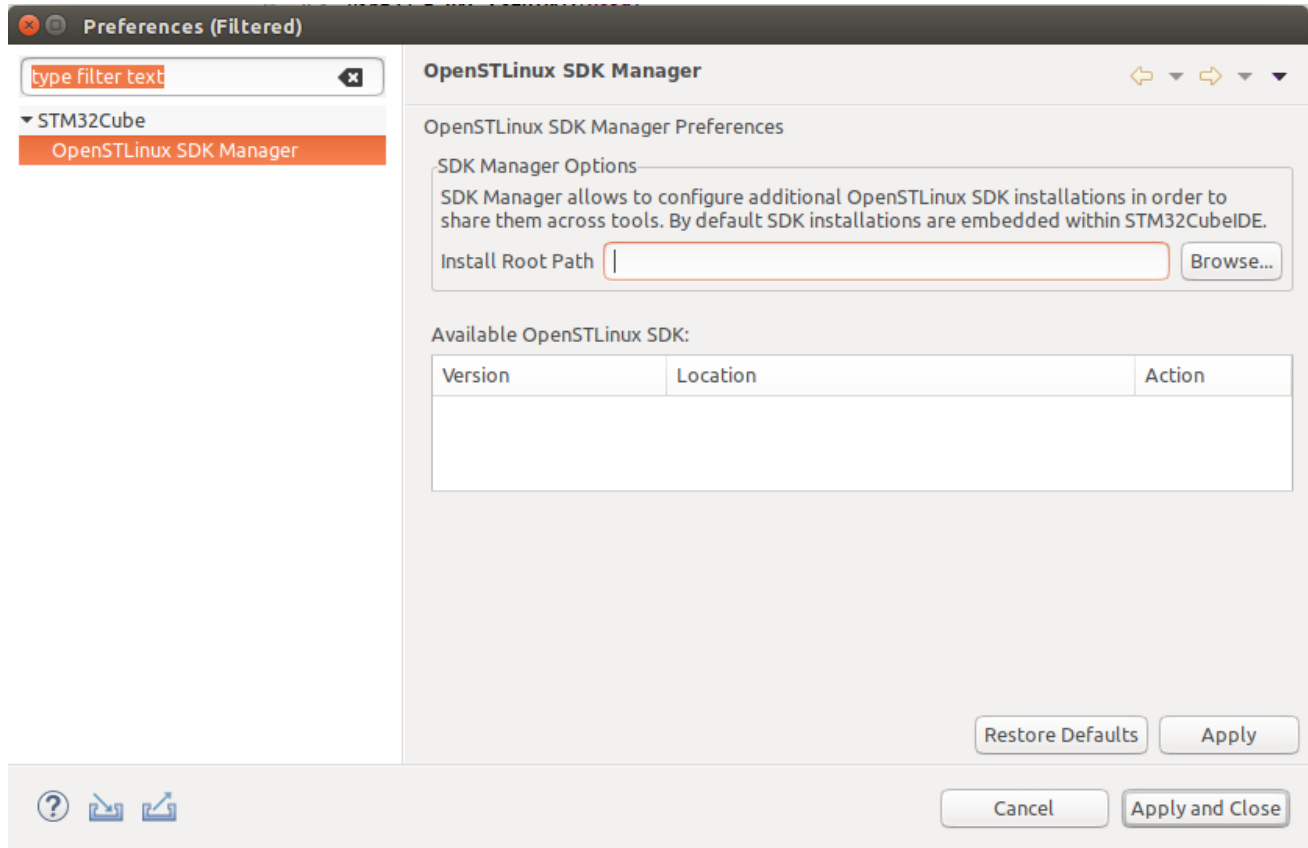 Preferences (Filtered)
type filter text
STM32Cube
OpenSTLinux SDK Manager
OpenSTLinux SDK Manager
OpenSTLinux SDK Manager Preferences
SDK Manager Options
SDK Manager allows to configure additional OpenSTLinux SDK installations in order to
share them across tools. By default SDK installations are embedded within STM32CubeIDE.
Install Root Path
Browse...
Available OpenSTLinux SDK:
Version Location Action
Restore Defaults Apply
Cancel Apply and Close